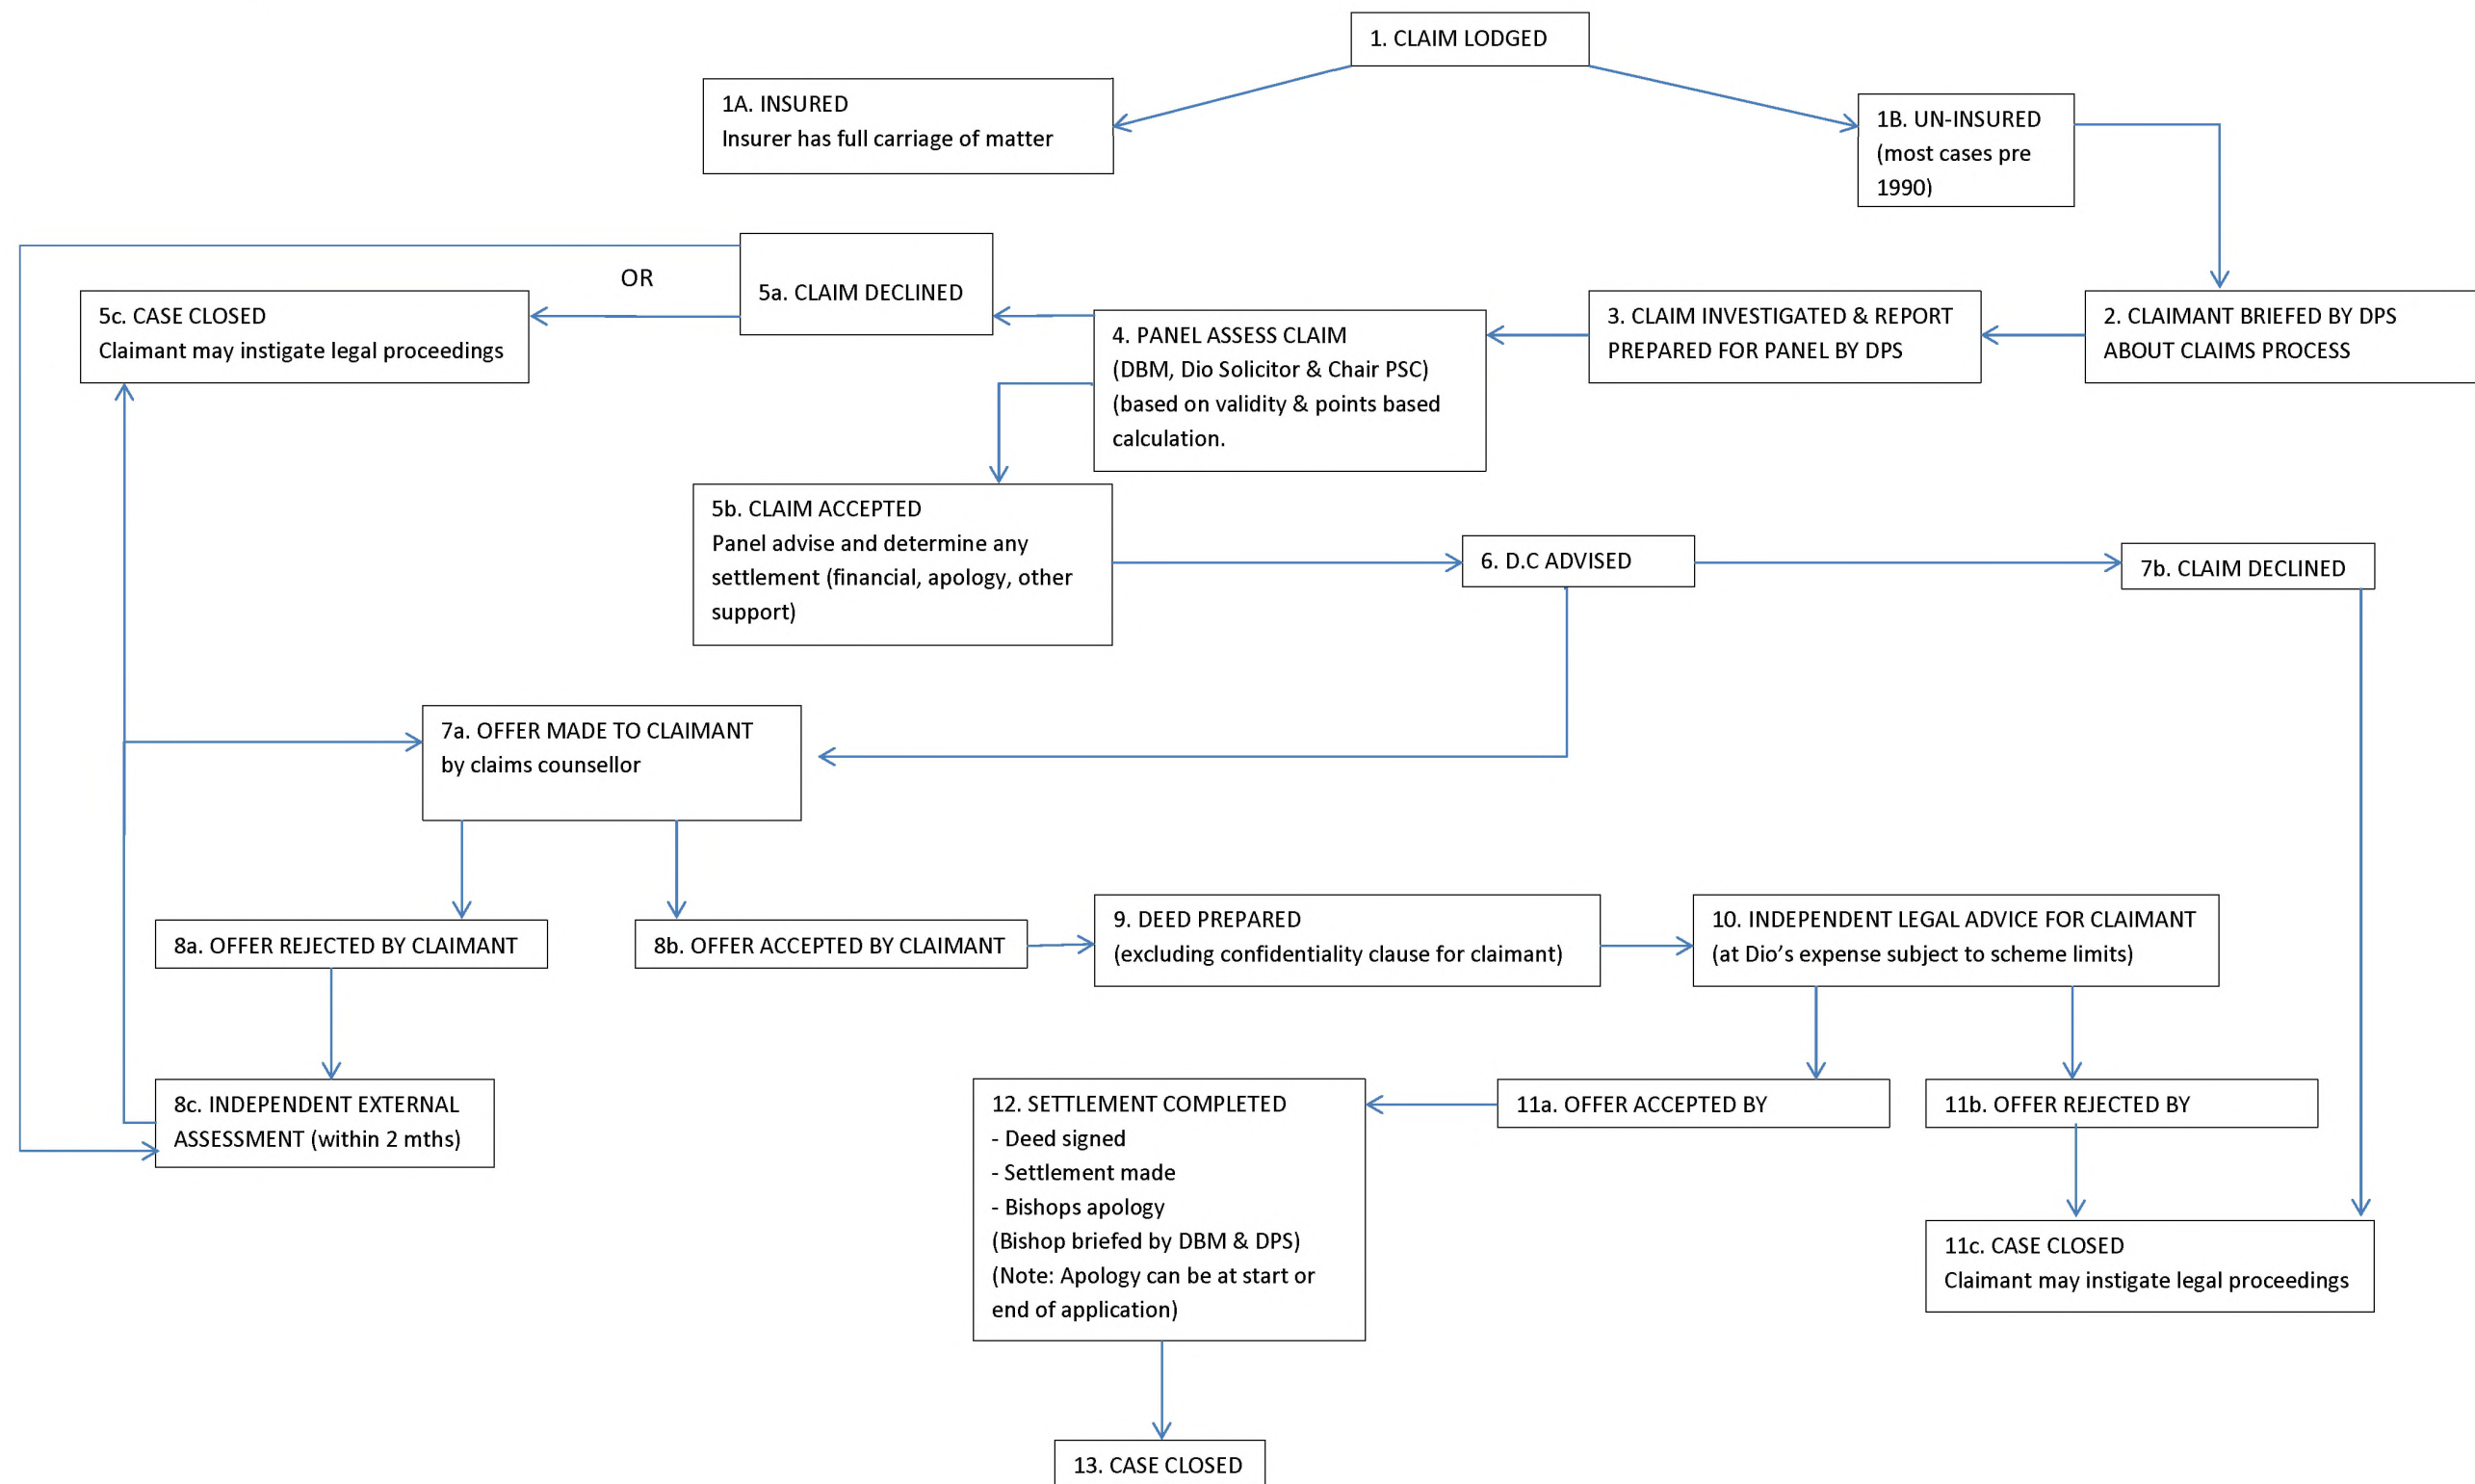 1. CLAIM LODGED
1A. INSURED
Insurer has full carriage of matter
1B. UN-INSURED
(most cases pre
1990)
OR
5a. CLAIM DECLINED
5c. CASE CLOSED
Claimant may instigate legal proceedings
4. PANEL ASSESS CLAIM
(DBM, Dio Solicitor & Chair PSC)
(based on validity & points based
calculation.
3. CLAIM INVESTIGATED & REPORT
PREPARED FOR PANEL BY DPS
2. CLAIMANT BRIEFED BY DPS
ABOUT CLAIMS PROCESS
5b. CLAIM ACCEPTED
Panel advise and determine any
settlement (financial, apology, other
support)
6. D.C ADVISED
7b. CLAIM DECLINED
7a. OFFER MADE TO CLAIMANT
by claims counsellor
8a. OFFER REJECTED BY CLAIMANT
8b. OFFER ACCEPTED BY CLAIMANT
9. DEED PREPARED
(excluding confidentiality clause for claimant)
10. INDEPENDENT LEGAL ADVICE FOR CLAIMANT
(at Dio's expense subject to scheme limits)
8c. INDEPENDENT EXTERNAL
ASSESSMENT (within 2 mths)
12. SETTLEMENT COMPLETED
- Deed signed
- Settlement made
- Bishops apology
(Bishop briefed by DBM & DPS)
(Note: Apology can be at start or
end of application)
11a. OFFER ACCEPTED BY
11b. OFFER REJECTED BY
11c. CASE CLOSED
Claimant may instigate legal proceedings
13. CASE CLOSED